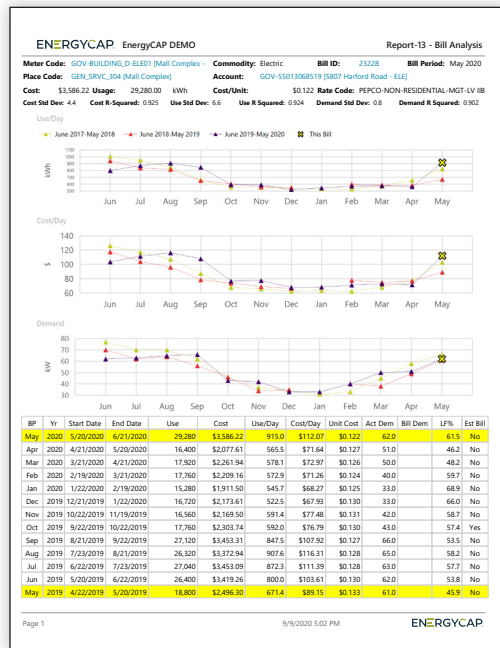 ENERGYCAP EnergyCAP DEMO Report-13 - Bill Analysis
Meter Code: GOV-BUILDING_D-ELE01 [Mall Complex - Commodity: Electric Bill ID: 23228 Bill Period: May 2020
Place Code: GEN_SRVC_304 [Mall Complex] Account: GOV-55013068519 [5807 Harford Road - ELE]
Cost: $3,586.22 Usage: 29,280.00 kWh Cost/Unit: $0.122 Rate Code: PEPCO-NON-RESIDENTIAL-MGT-LV IIB
Cost Std Dev: 4.4 Cost R-Squared: 0.925 Use Std Dev: 6.6 Use R Squared: 0.924 Demand Std Dev: 0.8 Demand R Squared: 0.902
Use/Day
June 2017-May 2018 June 2018-May 2019 June 2019-May 2020 This Bill
kWh
1100
1000
900
800
700
600
500
Jun Jul Aug Sep Oct Nov Dec Jan Feb Mar Apr May
Cost/Day
$
140
120
100
80
60
Jun Jul Aug Sep Oct Nov Dec Jan Feb Mar Apr May
Demand
kW
80
70
60
50
40
30
Jun Jul Aug Sep Oct Nov Dec Jan Feb Mar Apr May
BP Yr Start Date End Date Use Cost Use/Day Cost/Day Unit Cost Act Dem Bill Dem LF% Est Bill
May 2020 5/20/2020 6/21/2020 29,280 $3,586.22 915.0 $112.07 $0.122 62.0 61.5 No
Apr 2020 4/21/2020 5/20/2020 16,400 $2,077.61 565.5 $71.64 $0.127 51.0 46.2 No
Mar 2020 3/21/2020 4/21/2020 17,920 $2,261.94 578.1 $72.97 $0.126 50.0 48.2 No
Feb 2020 2/19/2020 3/21/2020 17,760 $2,209.16 572.9 $71.26 $0.124 40.0 59.7 No
Jan 2020 1/22/2020 2/19/2020 15,280 $1,911.50 545.7 $68.27 $0.125 33.0 68.9 No
Dec 2019 12/21/2019 1/22/2020 16,720 $2,173.61 522.5 $67.93 $0.130 33.0 66.0 No
Nov 2019 10/22/2019 11/19/2019 16,560 $2,169.50 591.4 $77.48 $0.131 42.0 58.7 No
Oct 2019 9/22/2019 10/22/2019 17,760 $2,303.74 592.0 $76.79 $0.130 43.0 57.4 Yes
Sep 2019 8/21/2019 9/22/2019 27,120 $3,453.31 847.5 $107.92 $0.127 66.0 53.5 No
Aug 2019 7/23/2019 8/21/2019 26,320 $3,372.94 907.6 $116.31 $0.128 65.0 58.2 No
Jul 2019 6/22/2019 7/23/2019 27,040 $3,453.09 872.3 $111.39 $0.128 63.0 57.7 No
Jun 2019 5/20/2019 6/22/2019 26,400 $3,419.26 800.0 $103.61 $0.130 62.0 53.8 No
May 2019 4/22/2019 5/20/2019 18,800 $2,496.30 671.4 $89.15 $0.133 61.0 45.9 No
Page 1 9/9/2020 5:02 PM ENERGYCAP